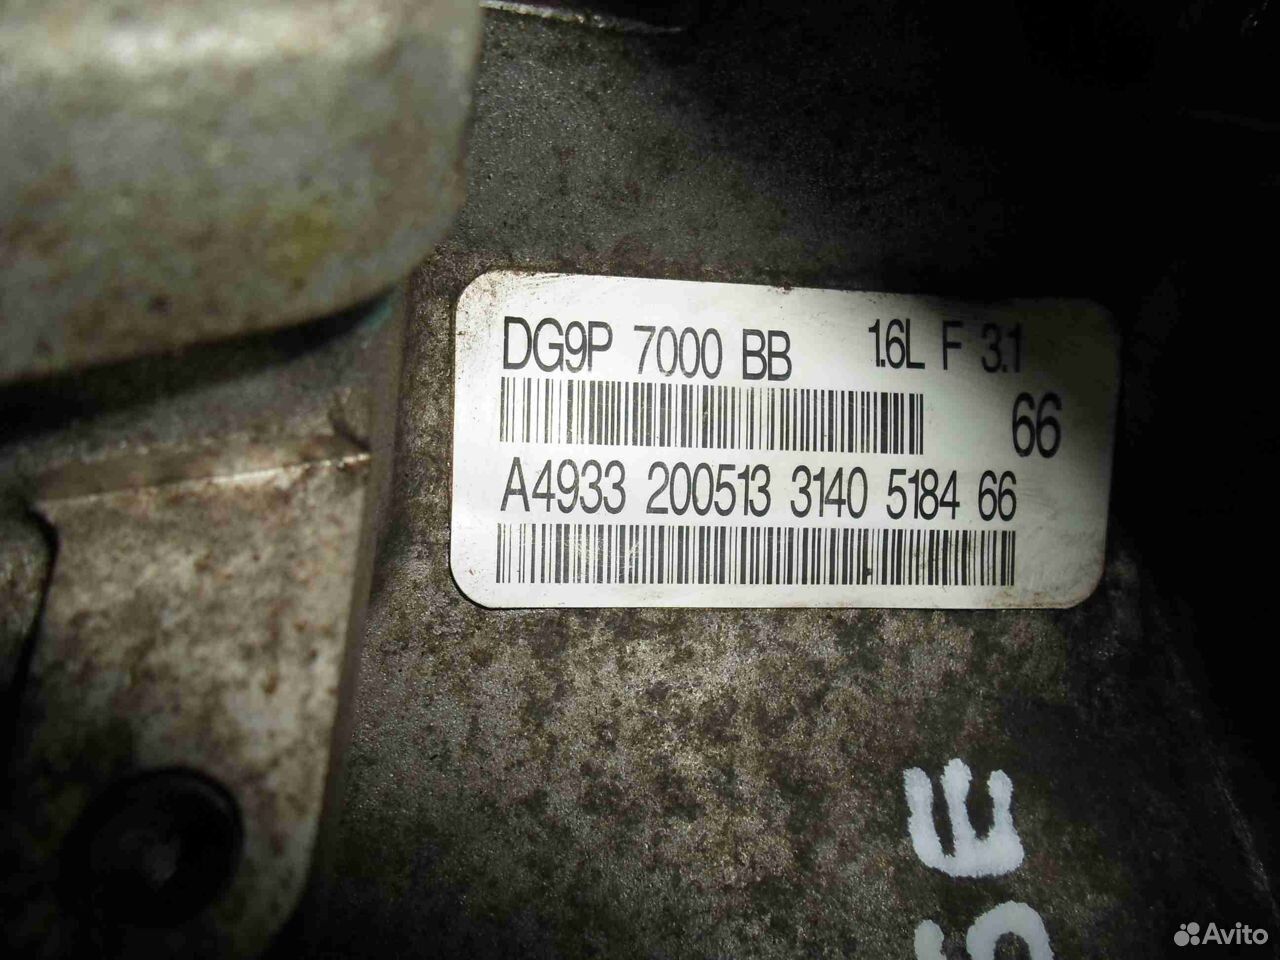 DG9P 7000 BB 1.6L F 3.1
66
A4933 200513 3140 5184 66
Avito